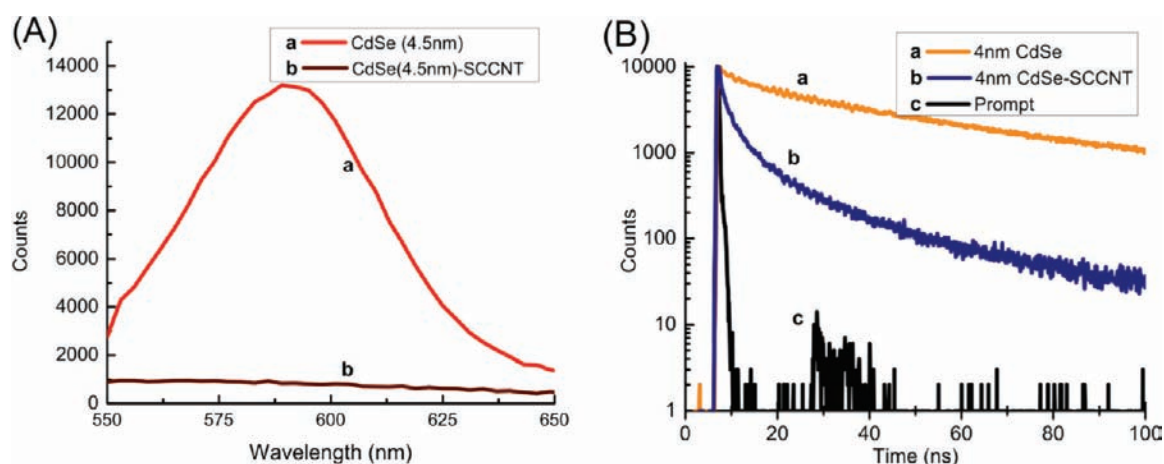 (A)
a CdSe (4.5nm)
b CdSe(4.5nm)-SCCNT
14000
12000
10000
8000
6000
4000
2000
0
Counts
a
b
550
575
600
625
650
Wavelength (nm)
(B)
a 4nm CdSe
b 4nm CdSe-SCCNT
c Prompt
10000
1000
100
10
1
Counts
a
b
c
0
20
40
60
80
100
Time (ns)